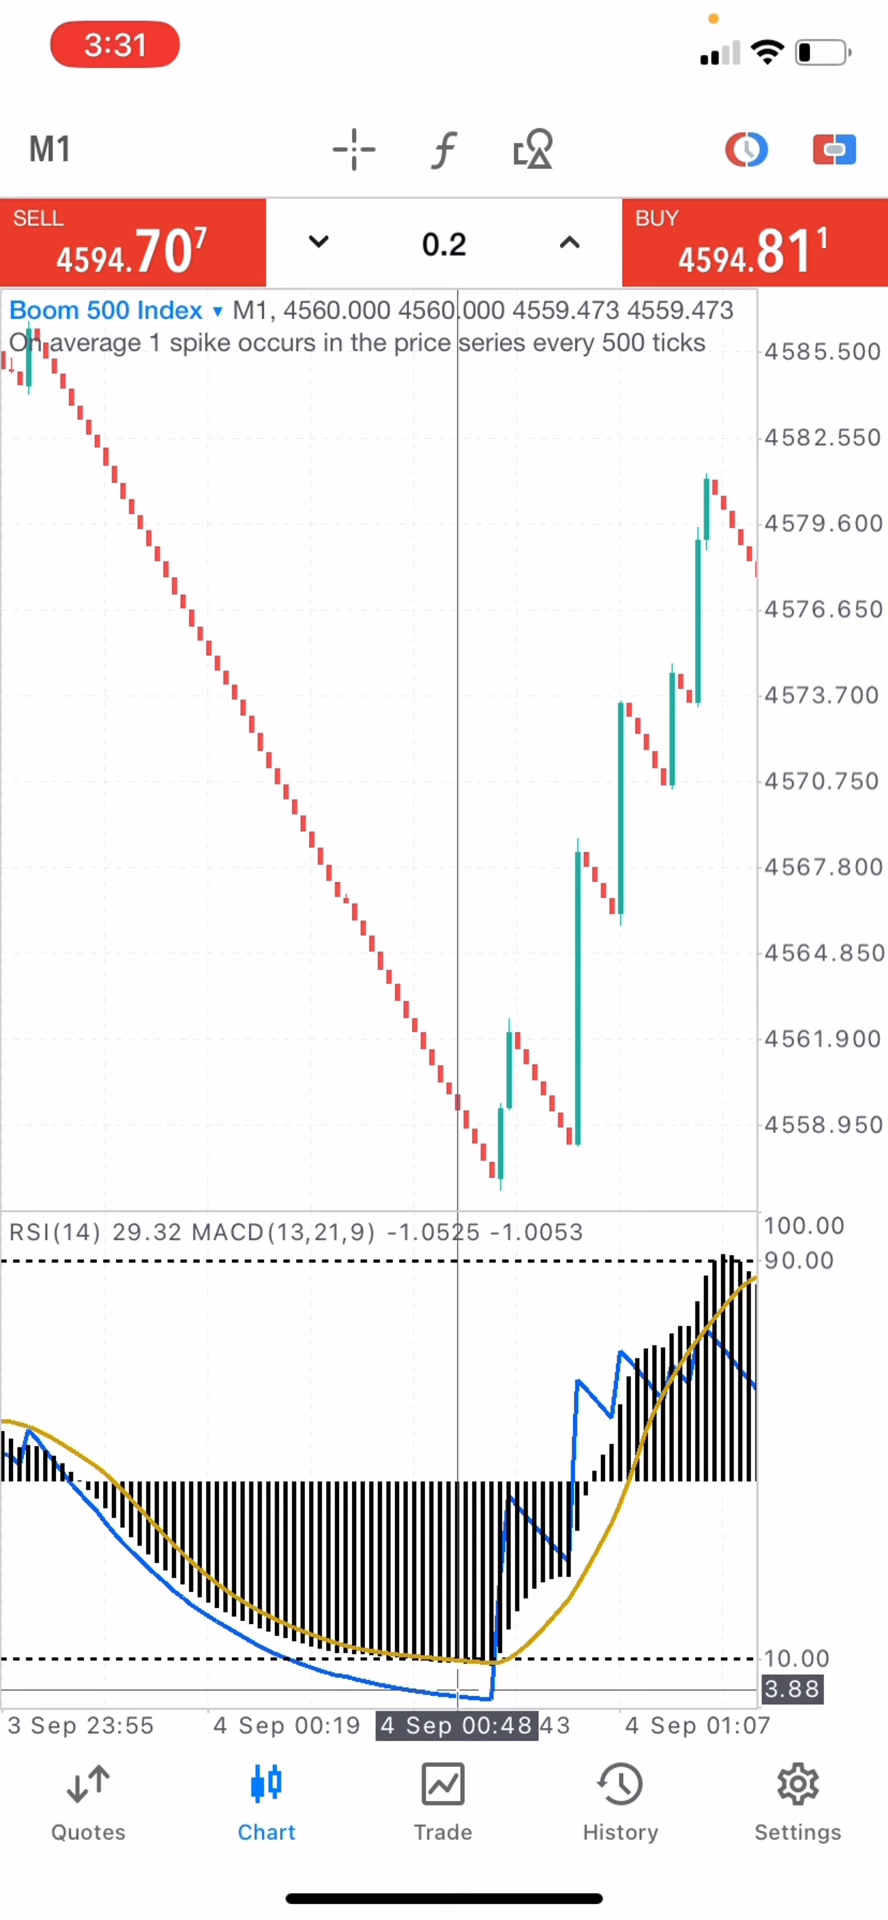 3:31
M1
SELL
4594.707
0.2
BUY
4594.811
Boom 500 Index ▾ M1, 4560.000 4560.000 4559.473 4559.473
On average 1 spike occurs in the price series every 500 ticks
4585.500
4582.550
4579.600
4576.650
4573.700
4570.750
4567.800
4564.850
4561.900
4558.950
RSI(14) 29.32 MACD(13,21,9) -1.0525 -1.0053
100.00
90.00
10.00
3.88
3 Sep 23:55 4 Sep 00:19 4 Sep 00:48 43 4 Sep 01:07
Quotes Chart Trade History Settings